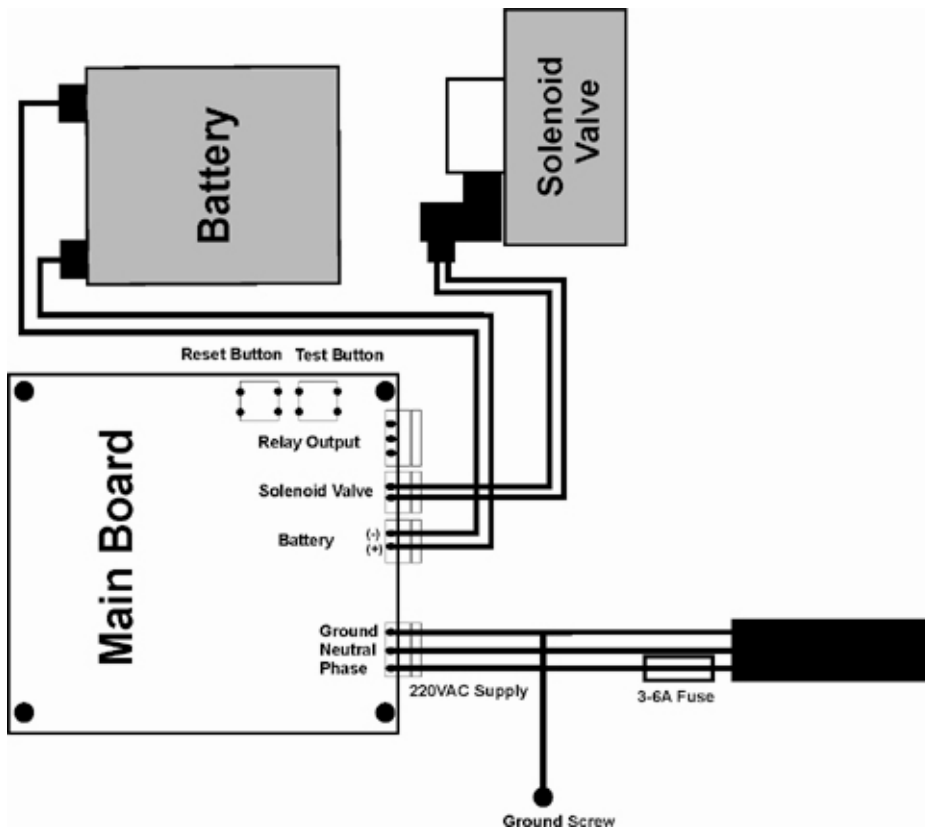 Battery
Solenoid
Valve
Reset Button
Test Button
Relay Output
Solenoid Valve
Battery
(-)
(+)
Main Board
Ground
Neutral
Phase
220VAC Supply
3-6A Fuse
Ground Screw